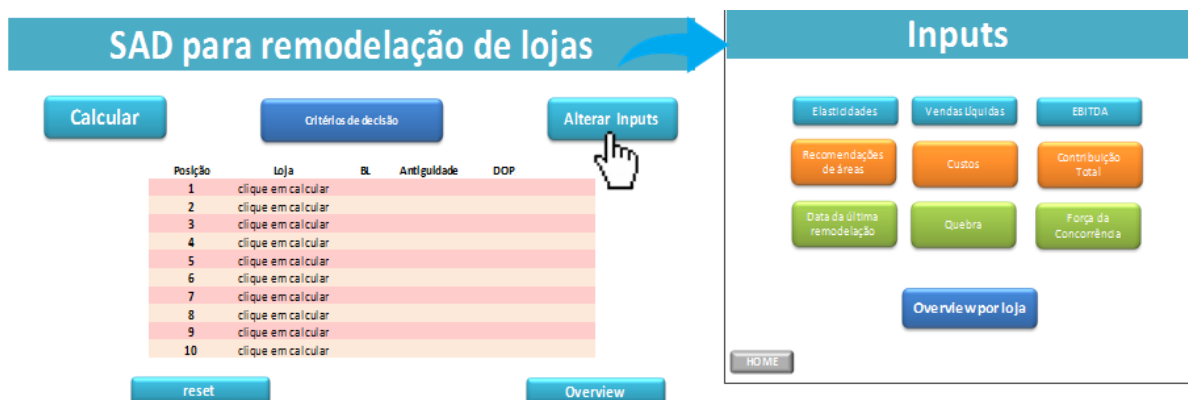 SAD para remodelação de lojas
Calcular
Critérios de decisão
Alterar Inputs
Posição Loja BL Antiguidade DOP
1 clique em calcular
2 clique em calcular
3 clique em calcular
4 clique em calcular
5 clique em calcular
6 clique em calcular
7 clique em calcular
8 clique em calcular
9 clique em calcular
10 clique em calcular
reset
Overview
Inputs
Elasticidades Vendas Líquidas EBITDA
Recomendações
de áreas
Custos
Contribuição
Total
Data da última
remodelação
Quebra
Força da
Concorrência
Overview por loja
HOME